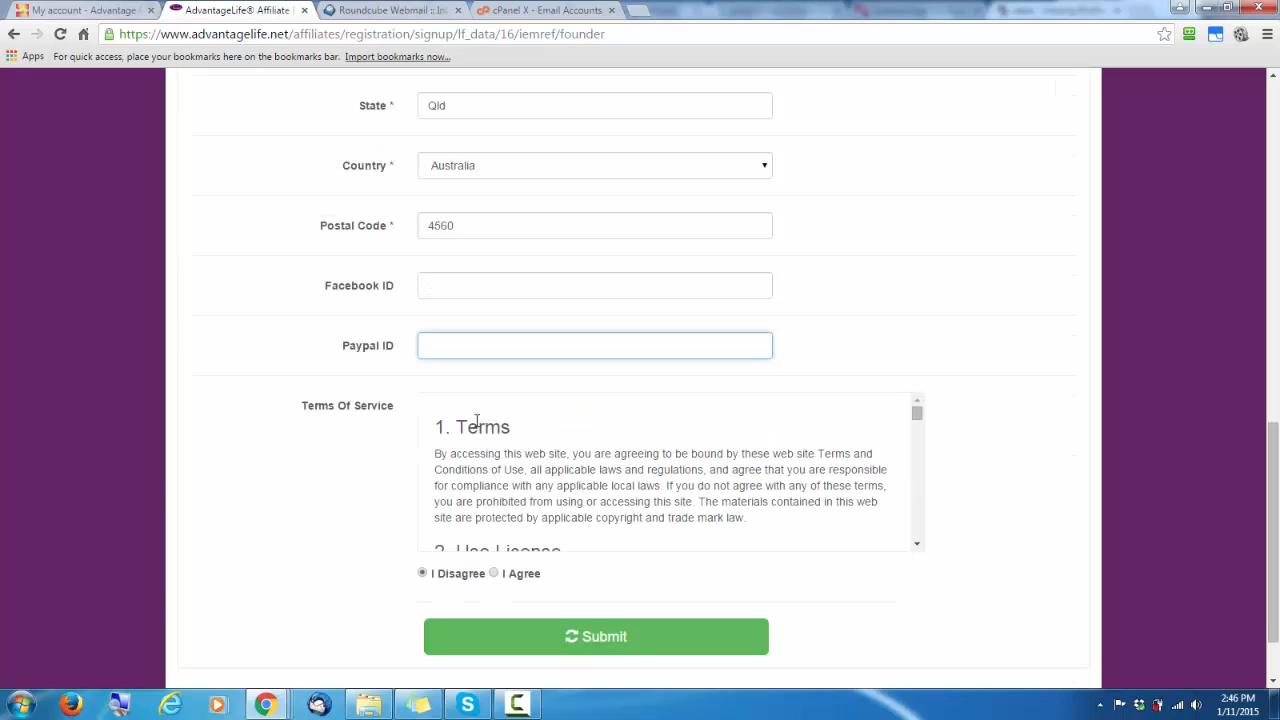 My account - Advantage
AdvantageLife® Affiliate
Roundcube Webmail :: In
cPanel X - Email Accounts
https://www.advantagelife.net/affiliates/registration/signup/lf_data/16/bmref/founder
Apps
For quick access, place your bookmarks here on the bookmarks bar. Import bookmarks now...
State *
Qld
Country *
Australia
Postal Code *
4560
Facebook ID
Paypal ID
Terms Of Service
1. Terms
By accessing this web site, you are agreeing to be bound by these web site Terms and
Conditions of Use, all applicable laws and regulations, and agree that you are responsible
for compliance with any applicable local laws. If you do not agree with any of these terms,
you are prohibited from using or accessing this site. The materials contained in this web
site are protected by applicable copyright and trade mark law.
2. Use License
I Disagree I Agree
Submit
2:46 PM
1/11/2015